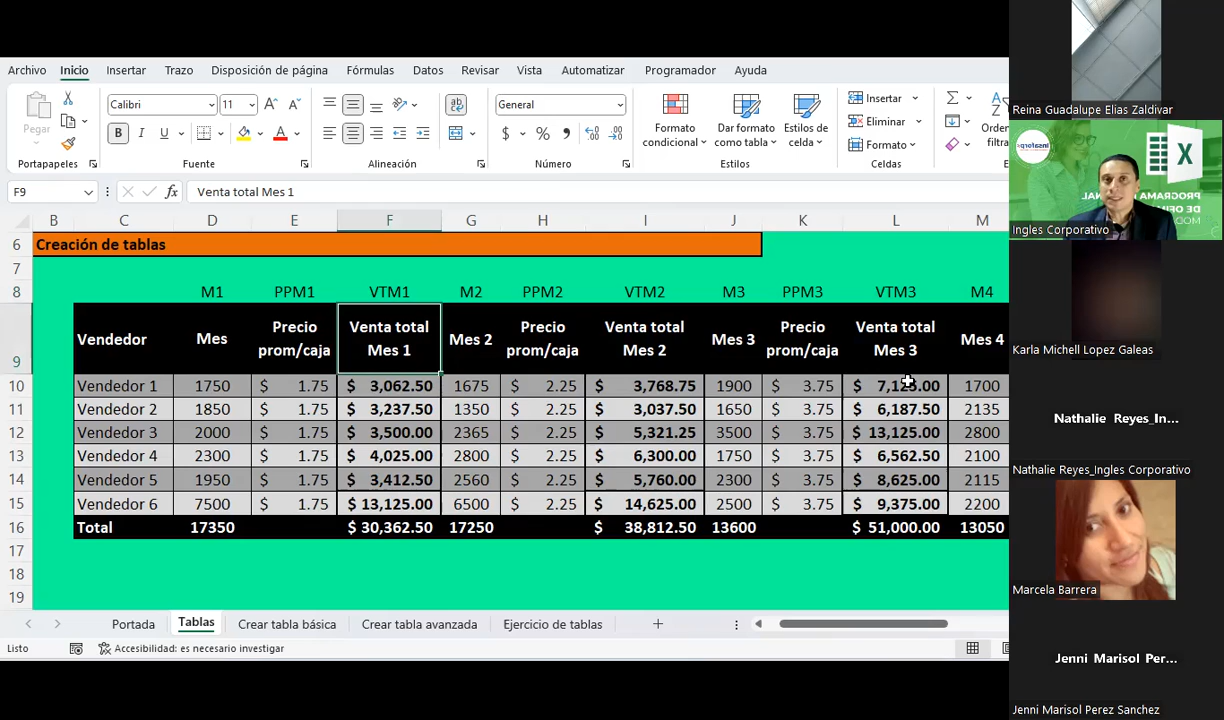 Archivo Inicio Insertar Trazo Disposición de página Fórmulas Datos Revisar Vista Automatizar Programador Ayuda
Pegar
Calibri 11
General
Formato condicional
Dar formato como tabla
Estilos de celda
Insertar
Eliminar
Formato
Portapapeles Fuente Alineación Número Estilos Celdas
F9 fx Venta total Mes 1
B C D E F G H I J K L M
6 Creación de tablas
7
8 M1 PPM1 VTM1 M2 PPM2 VTM2 M3 PPM3 VTM3 M4
9 Vendedor Mes Precio prom/caja Venta total Mes 1 Mes 2 Precio prom/caja Venta total Mes 2 Mes 3 Precio prom/caja Venta total Mes 3 Mes 4
10 Vendedor 1 1750 $ 1.75 $ 3,062.50 1675 $ 2.25 $ 3,768.75 1900 $ 3.75 $ 1700
11 Vendedor 2 1850 $ 1.75 $ 3,237.50 1350 $ 2.25 $ 3,037.50 1650 $ 3.75 $ 6,187.50 2135
12 Vendedor 3 2000 $ 1.75 $ 3,500.00 2365 $ 2.25 $ 5,321.25 3500 $ 3.75 $ 13,125.00 2800
13 Vendedor 4 2300 $ 1.75 $ 4,025.00 2800 $ 2.25 $ 6,300.00 1750 $ 3.75 $ 6,562.50 2100
14 Vendedor 5 1950 $ 1.75 $ 3,412.50 2560 $ 2.25 $ 5,760.00 2300 $ 3.75 $ 8,625.00 2115
15 Vendedor 6 7500 $ 1.75 $ 13,125.00 6500 $ 2.25 $ 14,625.00 2500 $ 3.75 $ 9,375.00 2200
16 Total 17350 $ 30,362.50 17250 $ 38,812.50 13600 $ 51,000.00 13050
17
18
19
Portada Tablas Crear tabla básica Crear tabla avanzada Ejercicio de tablas
Listo Accesibilidad: es necesario investigar
Reina Guadalupe Elías Zaldivar
Ingles Corporativo
Karla Michell Lopez Galeas
Nathalie Reyes_In...
Nathalie Reyes_Ingles Corporativo
Marcela Barrera
Jenni Marisol Per...
Jenni Marisol Perez Sanchez